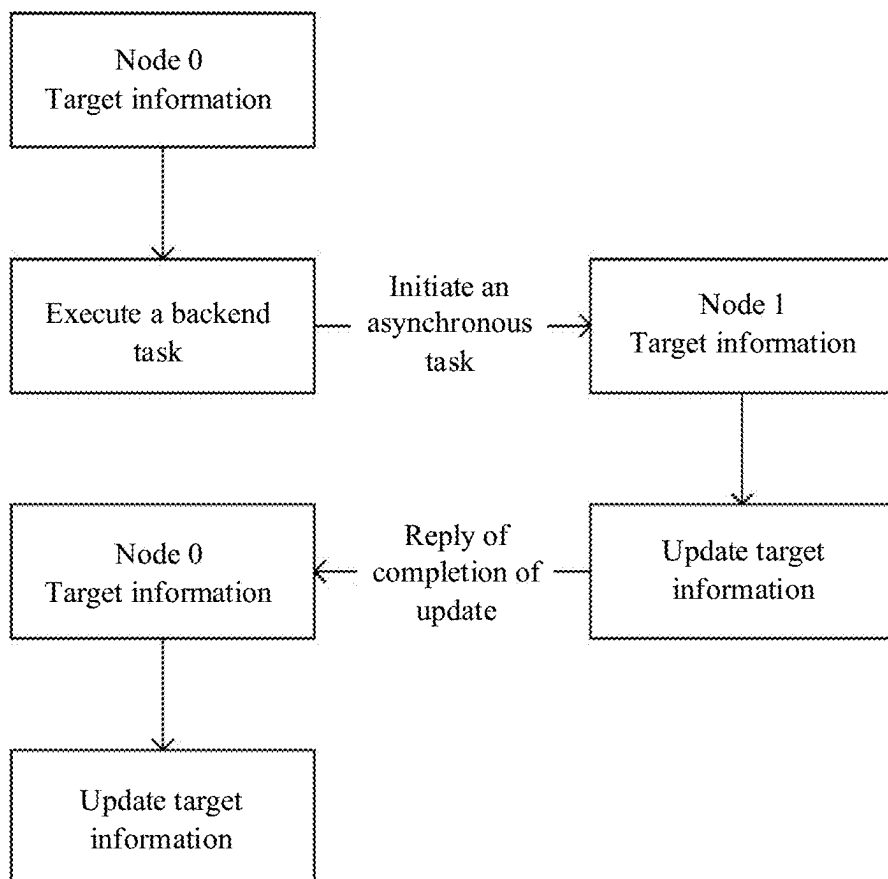 Node 0
Target information
Execute a backend
task
Initiate an
asynchronous
task
Node 1
Target information
Node 0
Target information
Reply of
completion of
update
Update target
information
Update target
information